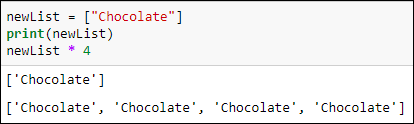 newList = ["Chocolate"]
print(newList)
newList * 4
['Chocolate']
['Chocolate', 'Chocolate', 'Chocolate', 'Chocolate']